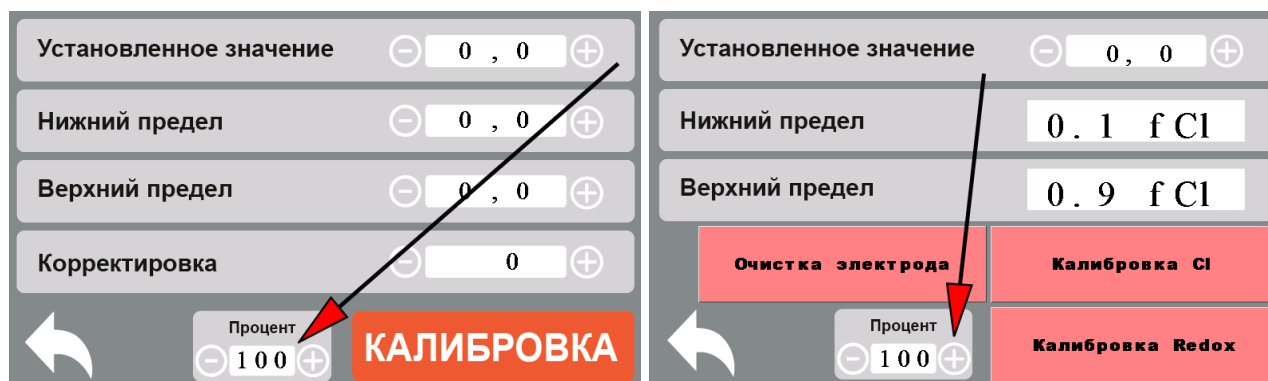 Установленное значение 0 , 0
Нижний предел 0 , 0
Верхний предел 0 , 0
Корректировка 0
Процент
100
КАЛИБРОВКА
Установленное значение 0, 0
Нижний предел 0.1 fCl
Верхний предел 0.9 fCl
Очистка электрода
Калибровка Cl
Процент
100
Калибровка Redox